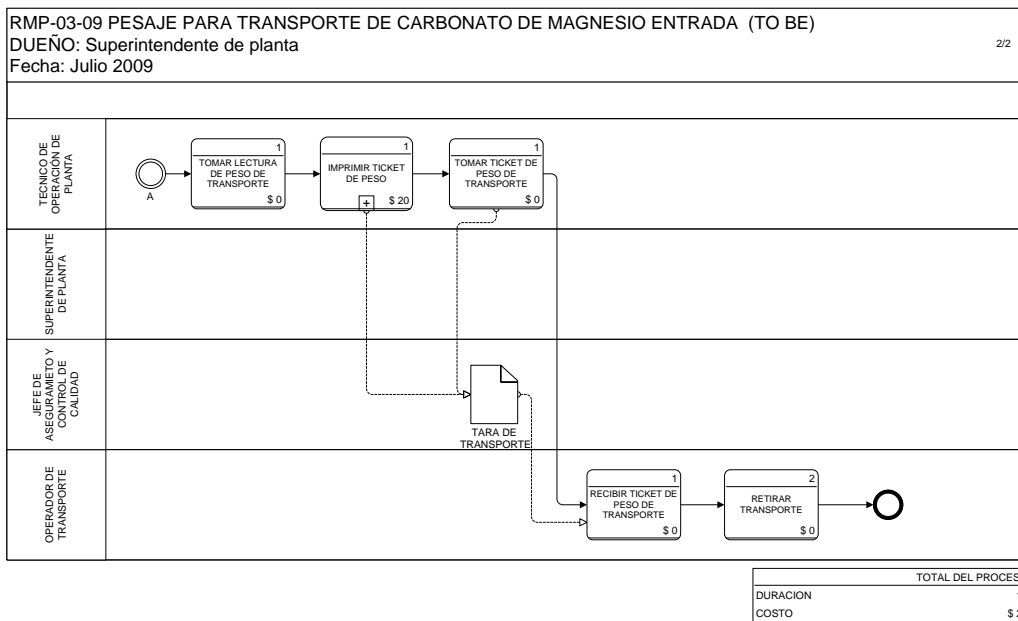 RMP-03-09 PESAJE PARA TRANSPORTE DE CARBONATO DE MAGNESIO ENTRADA (TO BE)
DUEÑO: Superintendente de planta
Fecha: Julio 2009
2/2
TECNICO DE
OPERACIÓN DE
PLANTA
A
1
TOMAR LECTURA
DE PESO DE
TRANSPORTE
$ 0
1
IMPRIMIR TICKET
DE PESO
+
$ 20
1
TOMAR TICKET DE
PESO DE
TRANSPORTE
$ 0
SUPERINTENDENTE
DE PLANTA
JEFE DE
ASEGURAMIETO Y
CONTROL DE
CALIDAD
TARA DE
TRANSPORTE
OPERADOR DE
TRANSPORTE
1
RECIBIR TICKET DE
PESO DE
TRANSPORTE
$ 0
2
RETIRAR
TRANSPORTE
$ 0
TOTAL DEL PROCES
DURACION
COSTO
$